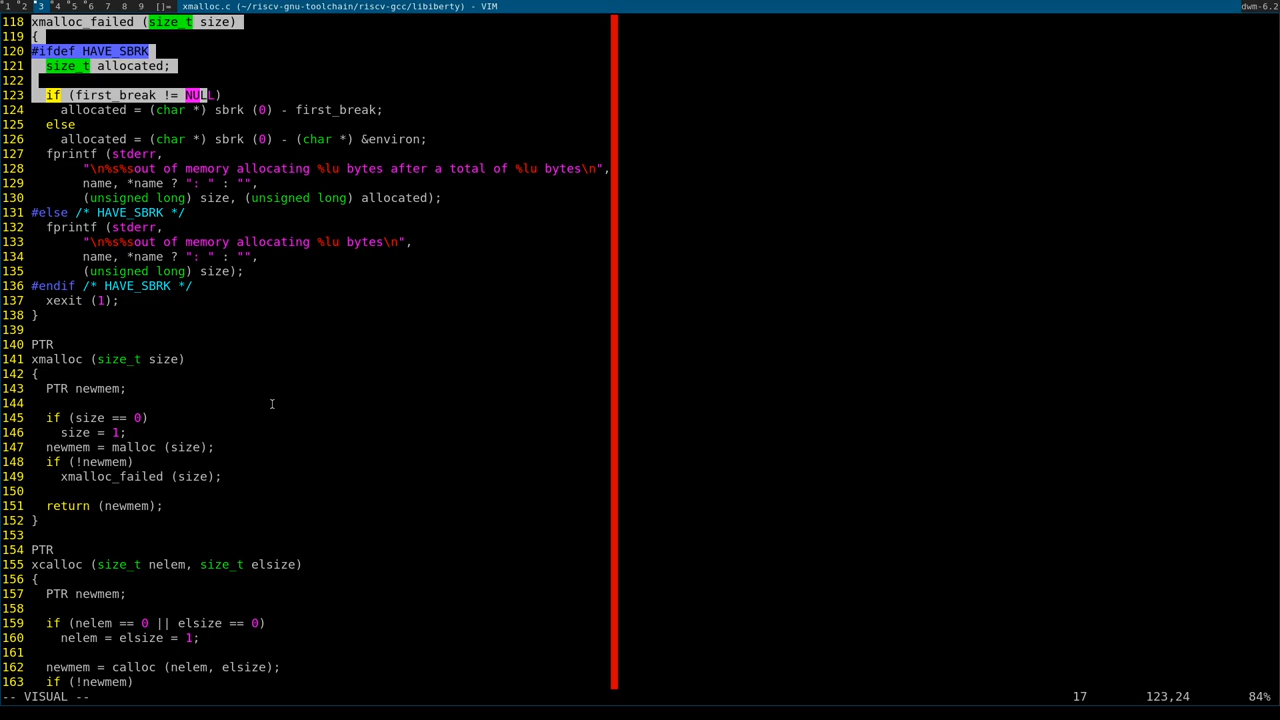 1 2 3 4 5 6 7 8 9 []= xmalloc.c (~/riscv-gnu-toolchain/riscv-gcc/libiberty) - VIM dwm-6.2
118 xmalloc_failed (size_t size)
119 {
120 #ifdef HAVE_SBRK
121   size_t allocated;
122
123   if (first_break != NULL)
124     allocated = (char *) sbrk (0) - first_break;
125   else
126     allocated = (char *) sbrk (0) - (char *) &environ;
127   fprintf (stderr,
128        "\n%s%sout of memory allocating %lu bytes after a total of %lu bytes\n",
129        name, *name ? ": " : "",
130        (unsigned long) size, (unsigned long) allocated);
131 #else /* HAVE_SBRK */
132   fprintf (stderr,
133        "\n%s%sout of memory allocating %lu bytes\n",
134        name, *name ? ": " : "",
135        (unsigned long) size);
136 #endif /* HAVE_SBRK */
137   xexit (1);
138 }
139
140 PTR
141 xmalloc (size_t size)
142 {
143   PTR newmem;
144
145   if (size == 0)
146     size = 1;
147   newmem = malloc (size);
148   if (!newmem)
149     xmalloc_failed (size);
150
151   return (newmem);
152 }
153
154 PTR
155 xcalloc (size_t nelem, size_t elsize)
156 {
157   PTR newmem;
158
159   if (nelem == 0 || elsize == 0)
160     nelem = elsize = 1;
161
162   newmem = calloc (nelem, elsize);
163   if (!newmem)
-- VISUAL -- 17 123,24 84%